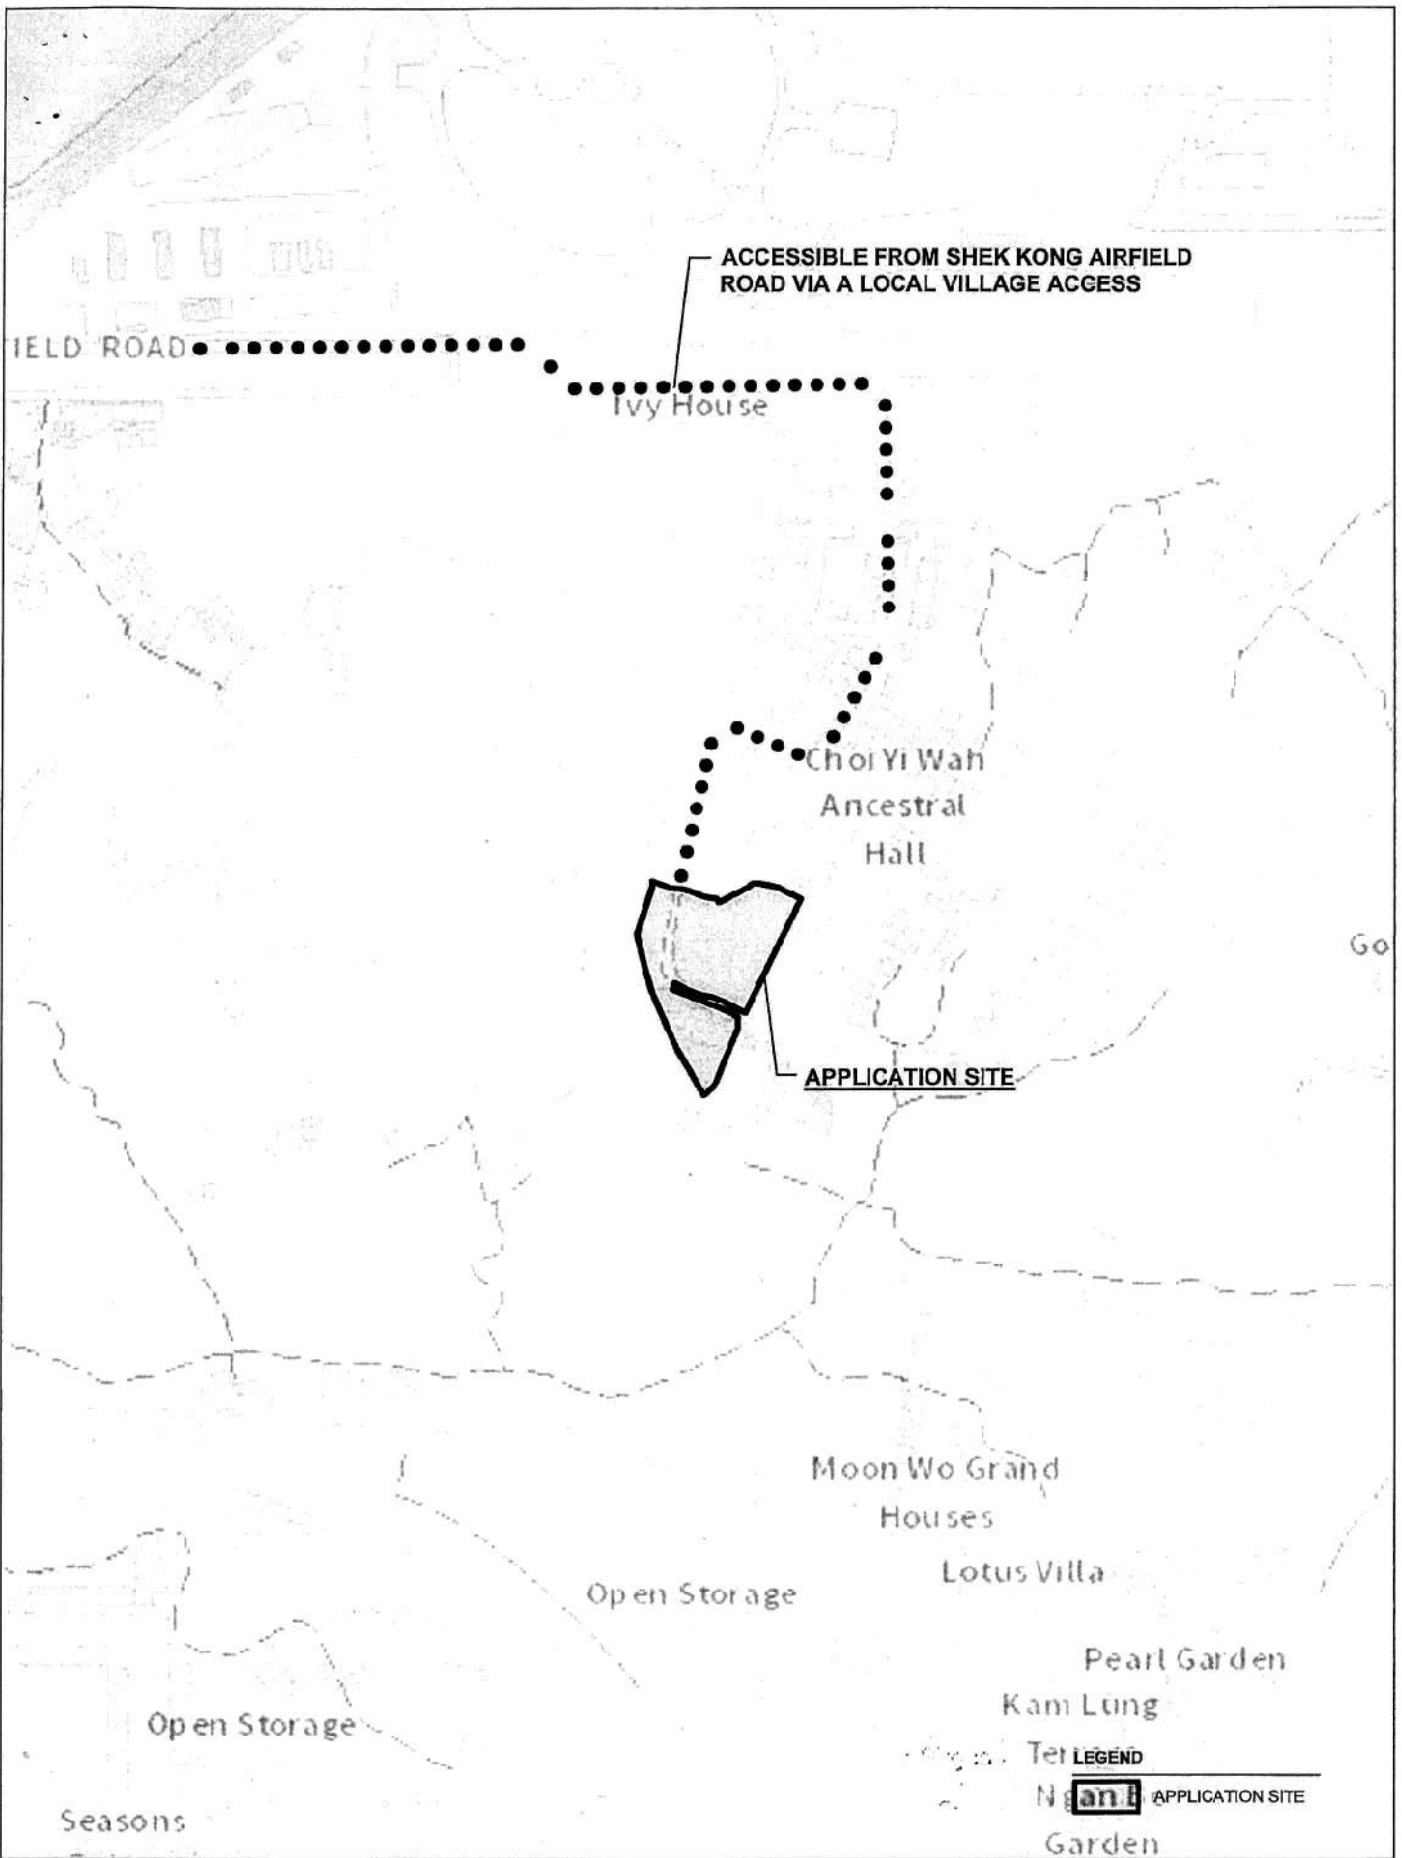 ACCESSIBLE FROM SHEK KONG AIRFIELD
ROAD VIA A LOCAL VILLAGE ACCESS
IELD ROAD
Ivy House
Choi Yi Wah
Ancestral
Hall
Go
APPLICATION SITE
Moon Wo Grand
Houses
Lotus Villa
Open Storage
Pearl Garden
Kam Lung
Open Storage
LEGEND
APPLICATION SITE
Seasons
Garden